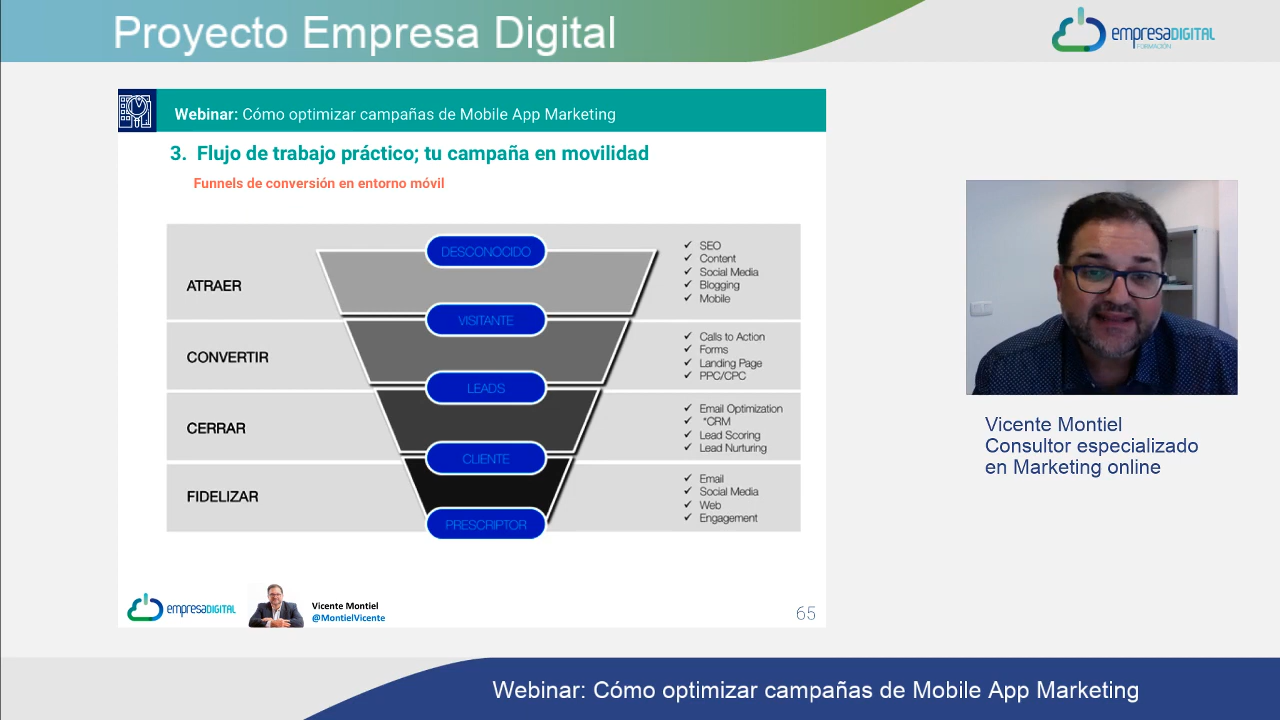 Proyecto Empresa Digital
empresaDIGITAL
FORMACIÓN
Webinar: Cómo optimizar campañas de Mobile App Marketing
3. Flujo de trabajo práctico; tu campaña en movilidad
Funnels de conversión en entorno móvil
DESCONOCIDO
ATRAER
✓ SEO
✓ Content
✓ Social Media
✓ Blogging
✓ Mobile
VISITANTE
CONVERTIR
✓ Calls to Action
✓ Forms
✓ Landing Page
✓ PPC/CPC
LEADS
CERRAR
✓ Email Optimization
✓ *CRM
✓ Lead Scoring
✓ Lead Nurturing
CLIENTE
FIDELIZAR
✓ Email
✓ Social Media
✓ Web
✓ Engagement
PRESCRIPTOR
empresaDIGITAL
Vicente Montiel
@MontielVicente
65
Vicente Montiel
Consultor especializado
en Marketing online
Webinar: Cómo optimizar campañas de Mobile App Marketing